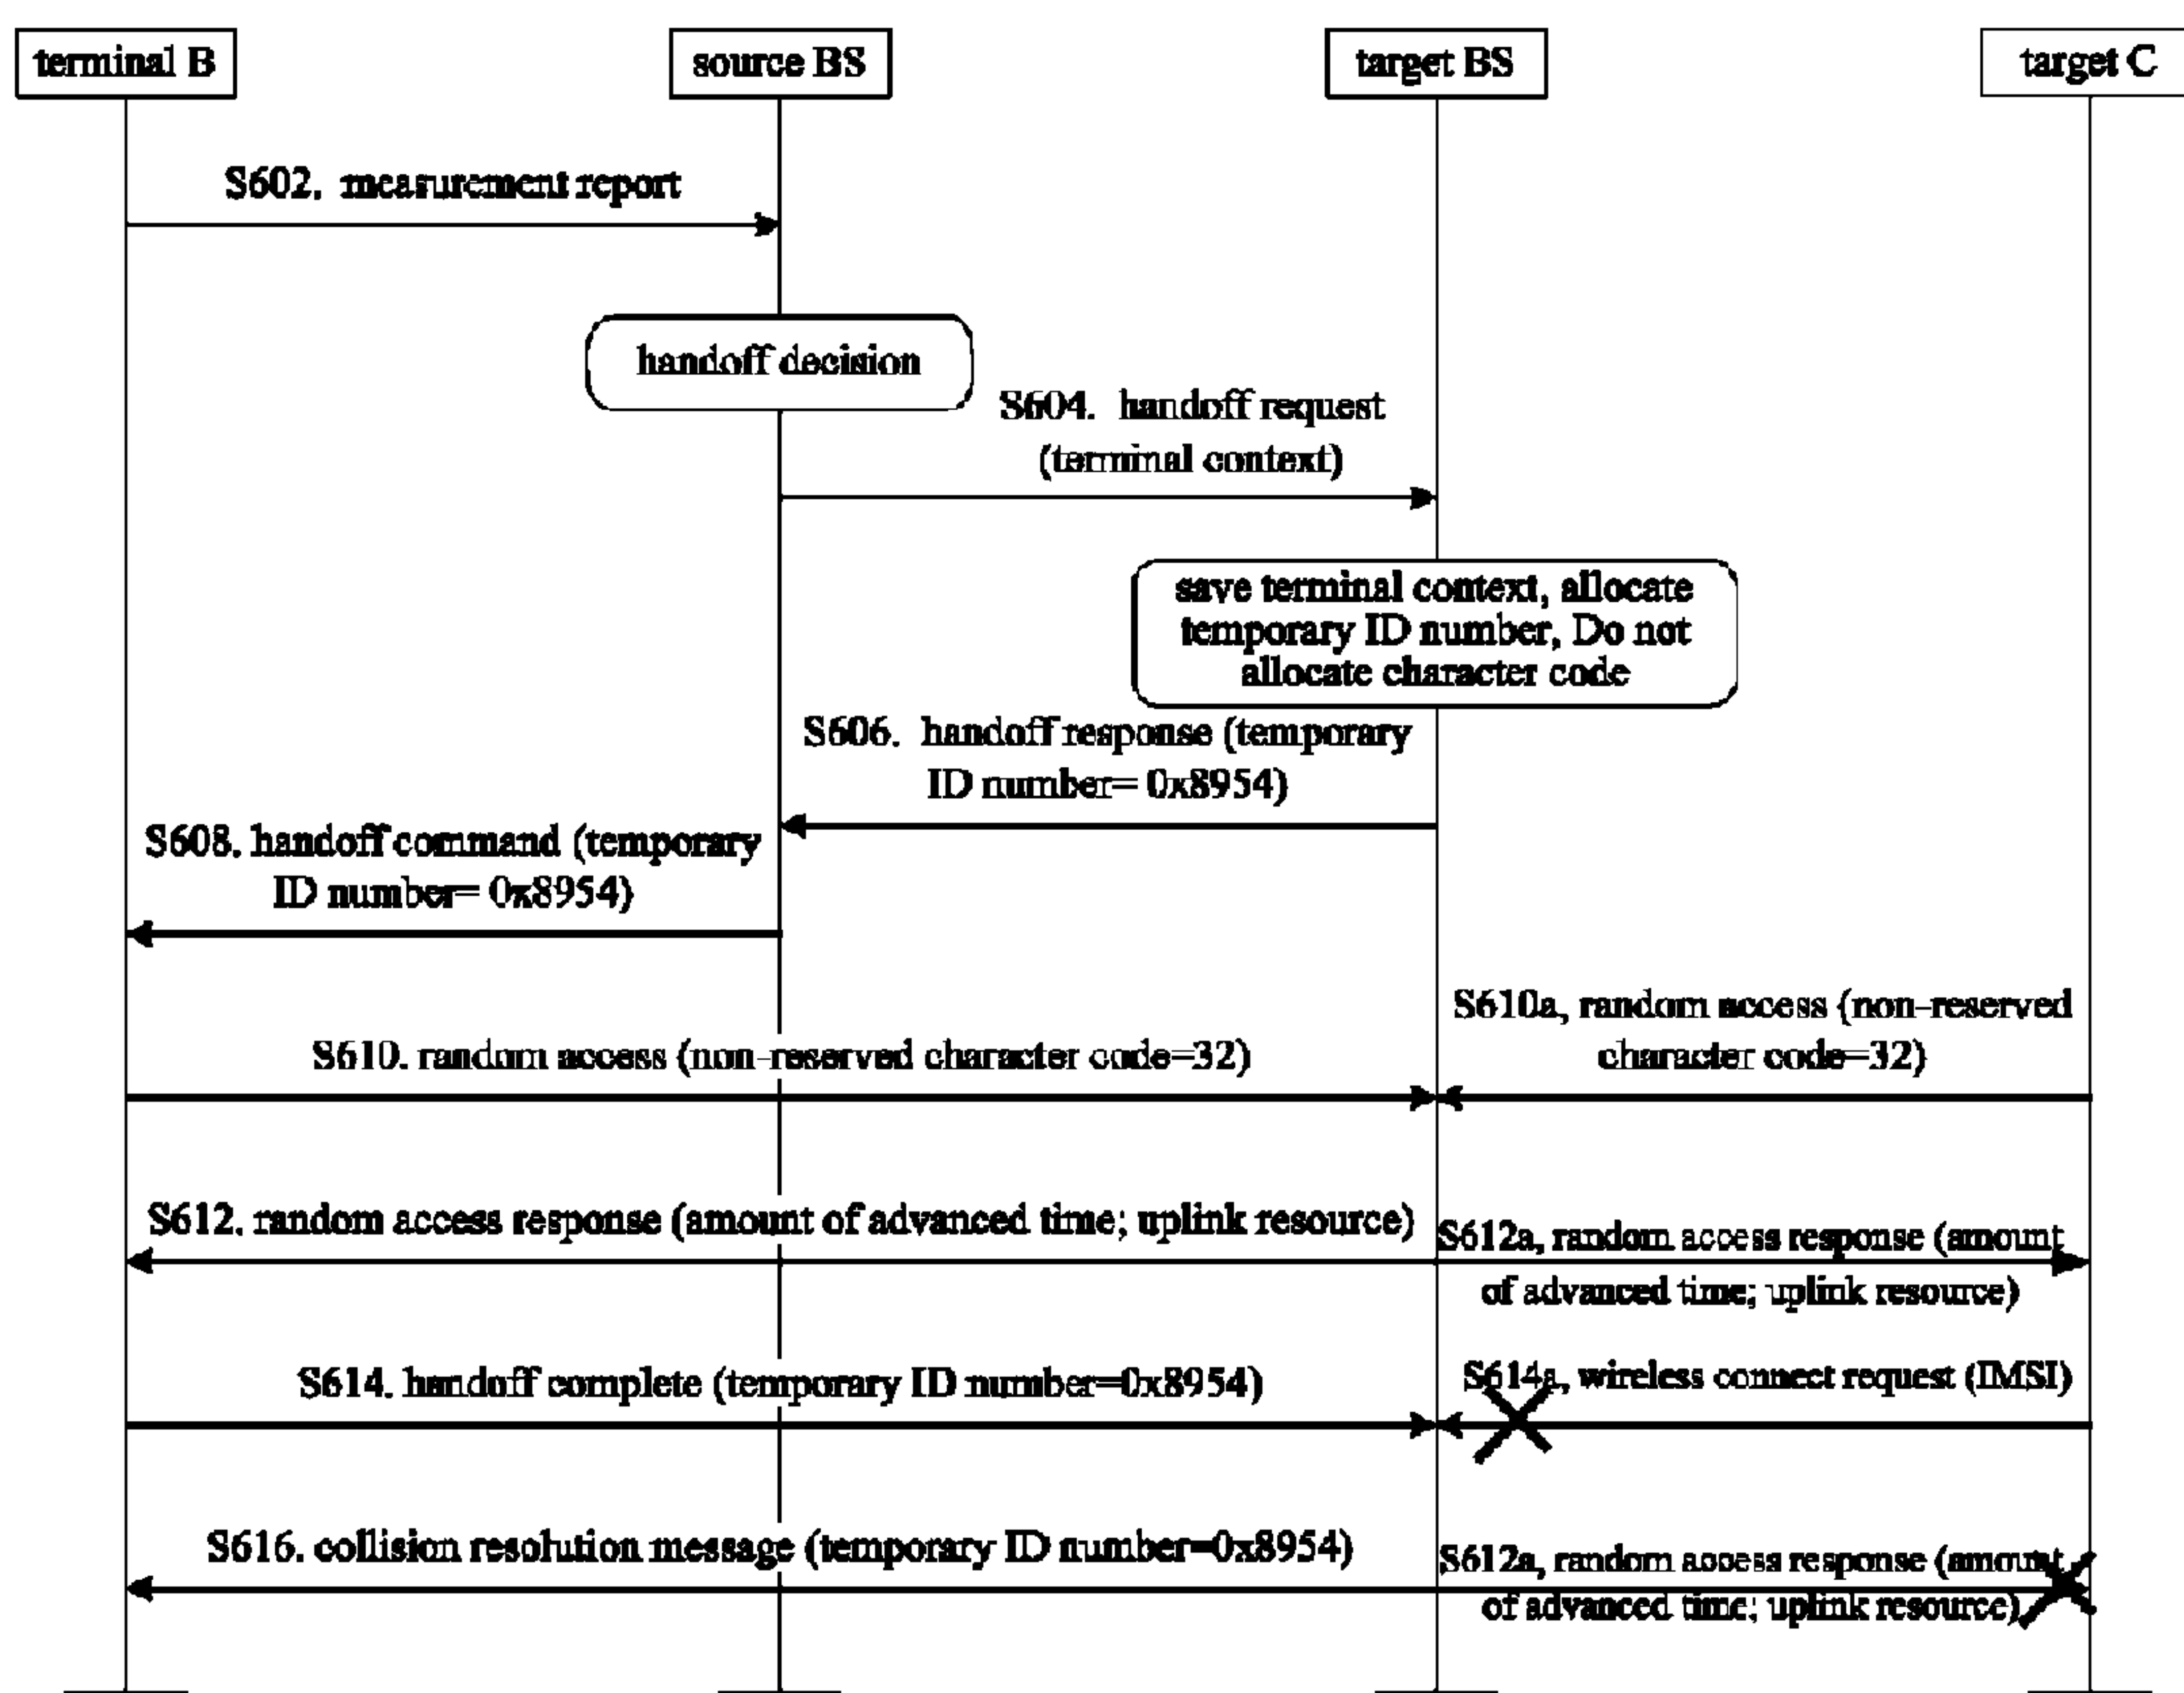 terminal B
source BS
target BS
target C
S602. measurement report
handoff decision
S604. handoff request
(terminal context)
save terminal context, allocate
temporary ID number, Do not
allocate character code
S606. handoff response (temporary
ID number= 0x8954)
S608. handoff command (temporary
ID number= 0x8954)
S610a, random access (non-reserved
character code=32)
S610. random access (non-reserved character code=32)
S612. random access response (amount of advanced time; uplink resource)
S612a, random access response (amount
of advanced time; uplink resource)
S614. handoff complete (temporary ID number=0x8954)
S614a, wireless connect request (IMSI)
S616. collision resolution message (temporary ID number=0x8954)
S612a, random access response (amount
of advanced time; uplink resource)